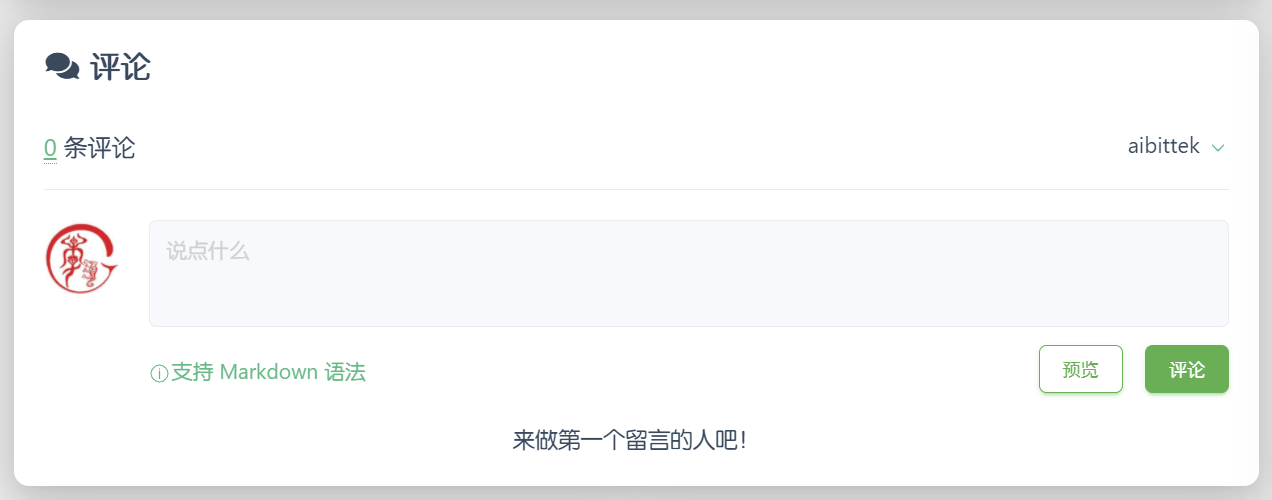 评论
0 条评论
aibittek
说点什么
支持 Markdown 语法
预览
评论
来做第一个留言的人吧！